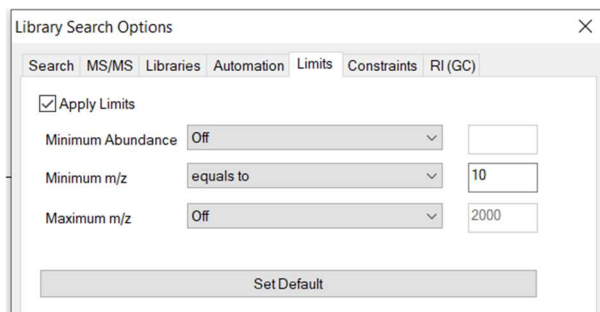 Library Search Options
Search MS/MS Libraries Automation Limits Constraints RI (GC)
Apply Limits
Minimum Abundance Off
Minimum m/z equals to 10
Maximum m/z Off 2000
Set Default